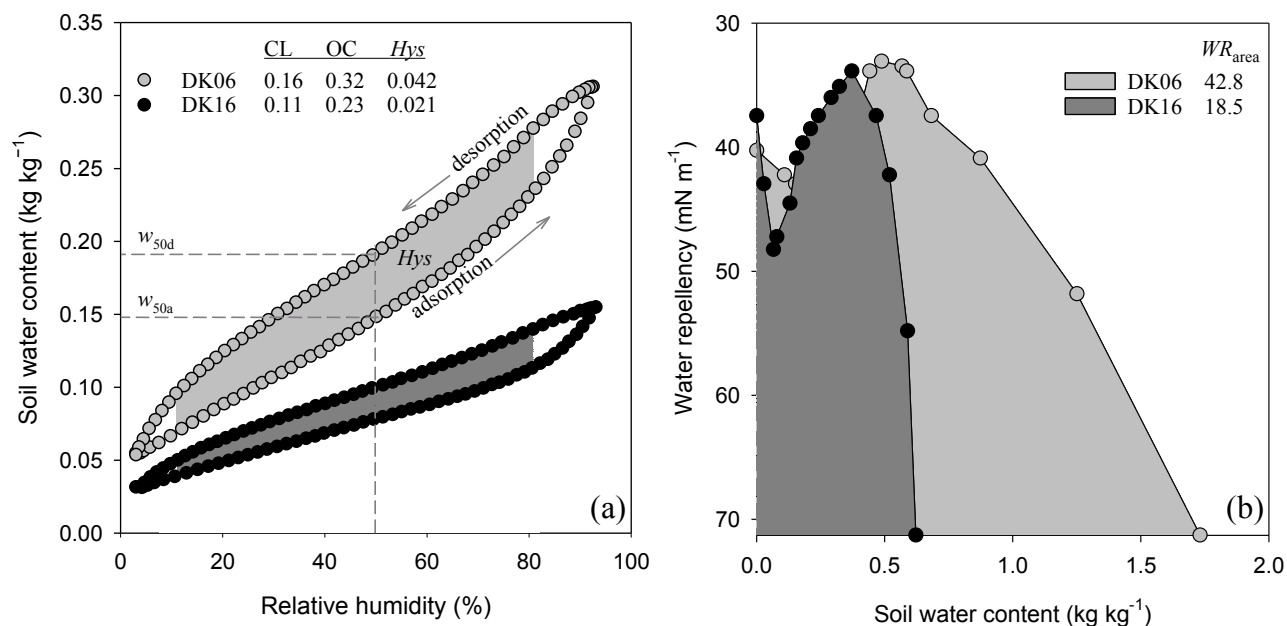 CL OC Hys
DK06 0.16 0.32 0.042
DK16 0.11 0.23 0.021
desorption
adsorption
Hys
w50d
w50a
(a)
Soil water content (kg kg⁻¹)
0.35
0.30
0.25
0.20
0.15
0.10
0.05
0.00
0 20 40 60 80 100
Relative humidity (%)
WRarea
DK06 42.8
DK16 18.5
(b)
Water repellency (mN m⁻¹)
30
40
50
60
70
0.0 0.5 1.0 1.5 2.0
Soil water content (kg kg⁻¹)